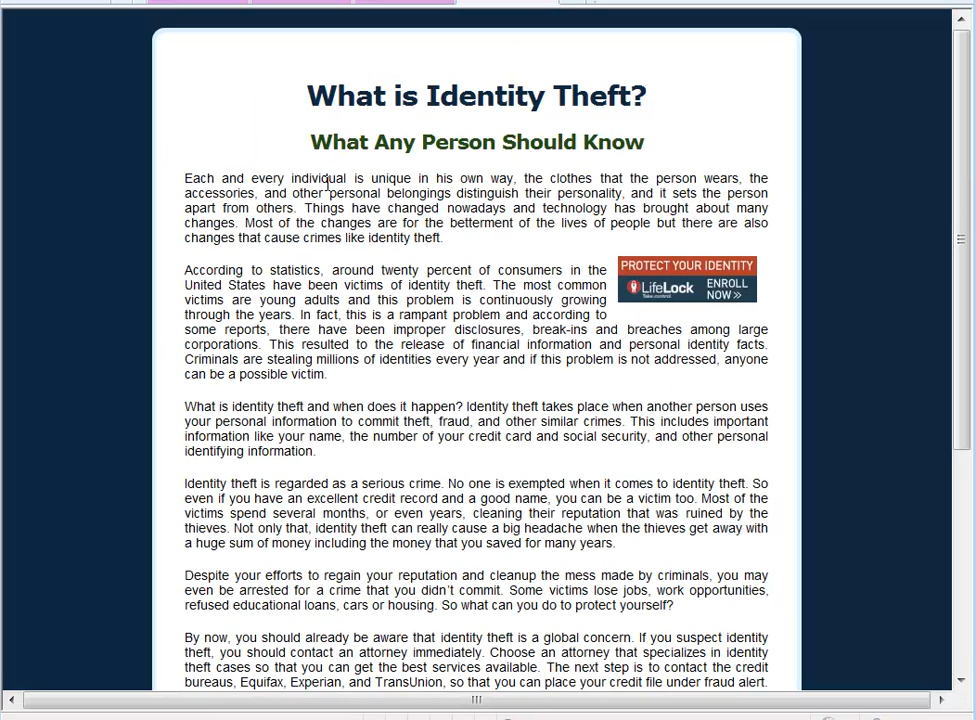 What is Identity Theft?
What Any Person Should Know
Each and every individual is unique in his own way, the clothes that the person wears, the
accessories, and other personal belongings distinguish their personality, and it sets the person
apart from others. Things have changed nowadays and technology has brought about many
changes. Most of the changes are for the betterment of the lives of people but there are also
changes that cause crimes like identity theft.
According to statistics, around twenty percent of consumers in the
United States have been victims of identity theft. The most common
victims are young adults and this problem is continuously growing
through the years. In fact, this is a rampant problem and according to
some reports, there have been improper disclosures, break-ins and breaches among large
corporations. This resulted to the release of financial information and personal identity facts.
Criminals are stealing millions of identities every year and if this problem is not addressed, anyone
can be a possible victim.
PROTECT YOUR IDENTITY
LifeLock
Take control.
ENROLL
NOW»
What is identity theft and when does it happen? Identity theft takes place when another person uses
your personal information to commit theft, fraud, and other similar crimes. This includes important
information like your name, the number of your credit card and social security, and other personal
identifying information.
Identity theft is regarded as a serious crime. No one is exempted when it comes to identity theft. So
even if you have an excellent credit record and a good name, you can be a victim too. Most of the
victims spend several months, or even years, cleaning their reputation that was ruined by the
thieves. Not only that, identity theft can really cause a big headache when the thieves get away with
a huge sum of money including the money that you saved for many years.
Despite your efforts to regain your reputation and cleanup the mess made by criminals, you may
even be arrested for a crime that you didn't commit. Some victims lose jobs, work opportunities,
refused educational loans, cars or housing. So what can you do to protect yourself?
By now, you should already be aware that identity theft is a global concern. If you suspect identity
theft, you should contact an attorney immediately. Choose an attorney that specializes in identity
theft cases so that you can get the best services available. The next step is to contact the credit
bureaus, Equifax, Experian, and TransUnion, so that you can place your credit file under fraud alert.